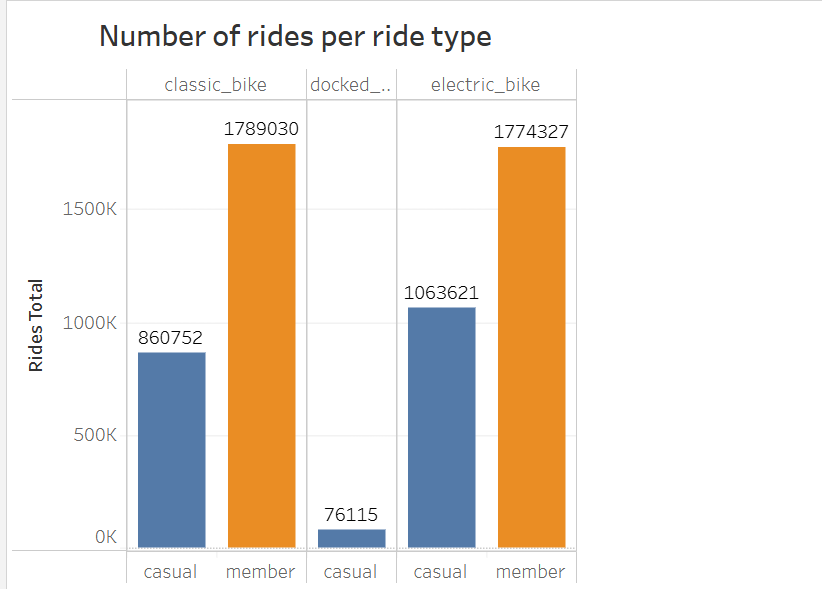 Number of rides per ride type
classic_bike docked_.. electric_bike
1789030 1774327
1500K
1063621
1000K
860752
500K
76115
0K
Rides Total
casual member casual casual member